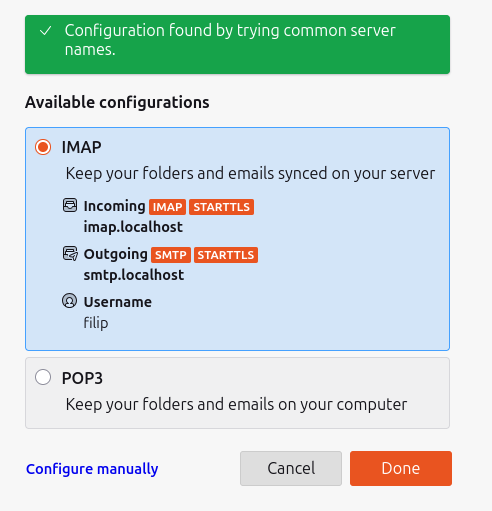 Configuration found by trying common server
names.
Available configurations
IMAP
Keep your folders and emails synced on your server
Incoming IMAP STARTTLS
imap.localhost
Outgoing SMTP STARTTLS
smtp.localhost
Username
filip
POP3
Keep your folders and emails on your computer
Configure manually Cancel Done